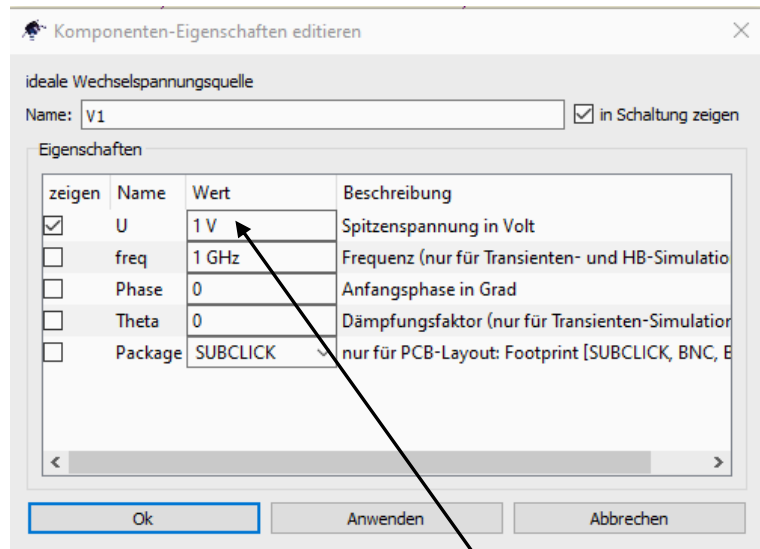 Komponenten-Eigenschaften editieren
ideale Wechselspannungsquelle
Name: V1 in Schaltung zeigen
Eigenschaften
zeigen Name Wert Beschreibung
U 1 V Spitzenspannung in Volt
freq 1 GHz Frequenz (nur für Transienten- und HB-Simulatio
Phase 0 Anfangsphase in Grad
Theta 0 Dämpfungsfaktor (nur für Transienten-Simulation
Package SUBCLICK nur für PCB-Layout: Footprint [SUBCLICK, BNC, E
Ok Anwenden Abbrechen